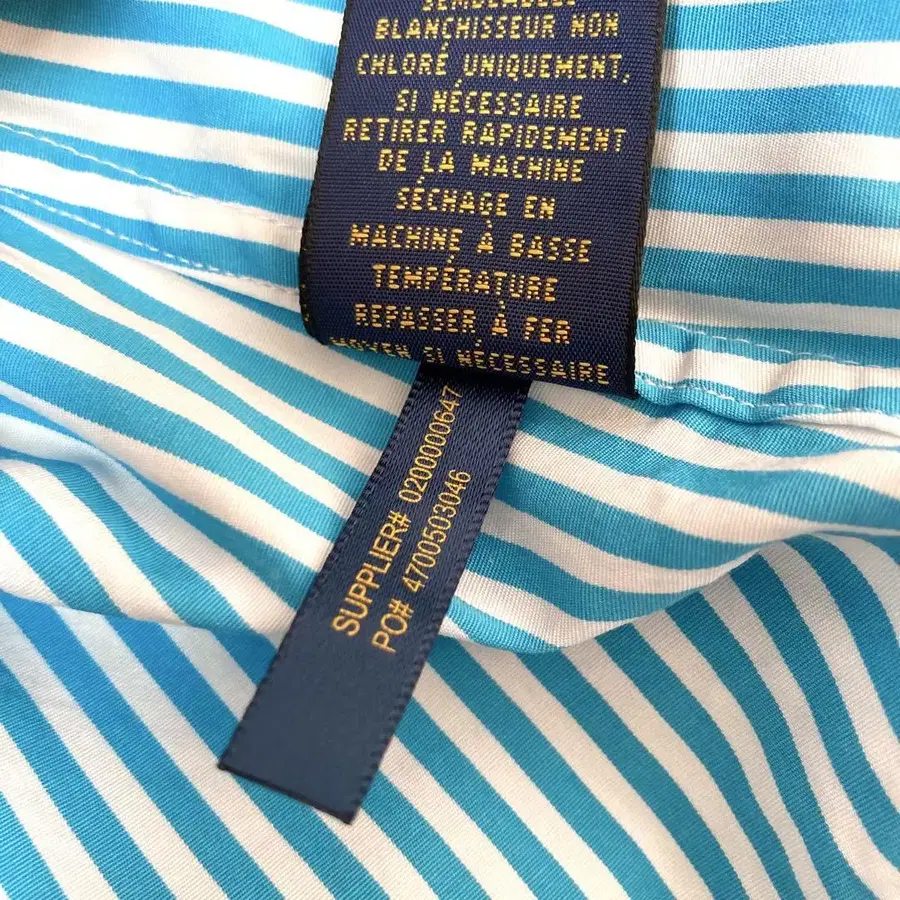 SEMBLABLES
BLANCHISSEUR NON
CHLORÉ UNIQUEMENT,
SI NÉCESSAIRE
RETIRER RAPIDEMENT
DE LA MACHINE
SÉCHAGE EN
MACHINE À BASSE
TEMPÉRATURE
REPASSER À FER
MOYEN SI NÉCESSAIRE
SUPPLIER# 0200000647
PO# 4700503046